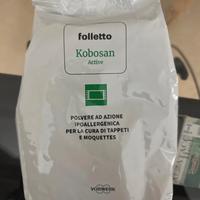 folletto
Kobosan
Active
POLVERE AD AZIONE
IPOALLERGENICA
PER LA CURA DI TAPPETI
E MOQUETTES
VORWERK